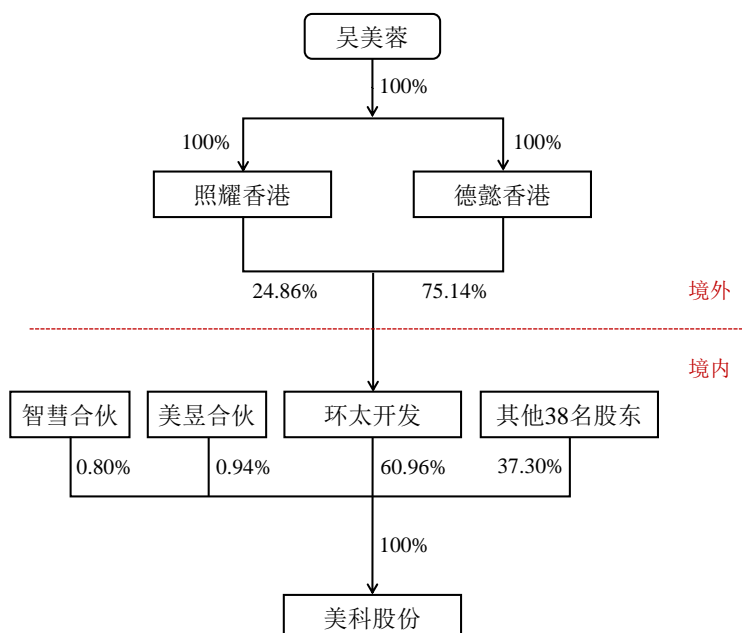 吴美蓉
100%
100%
100%
照耀香港
德懿香港
24.86%
75.14%
境外
境内
智彗合伙
美昱合伙
环太开发
其他38名股东
0.80%
0.94%
60.96%
37.30%
100%
美科股份